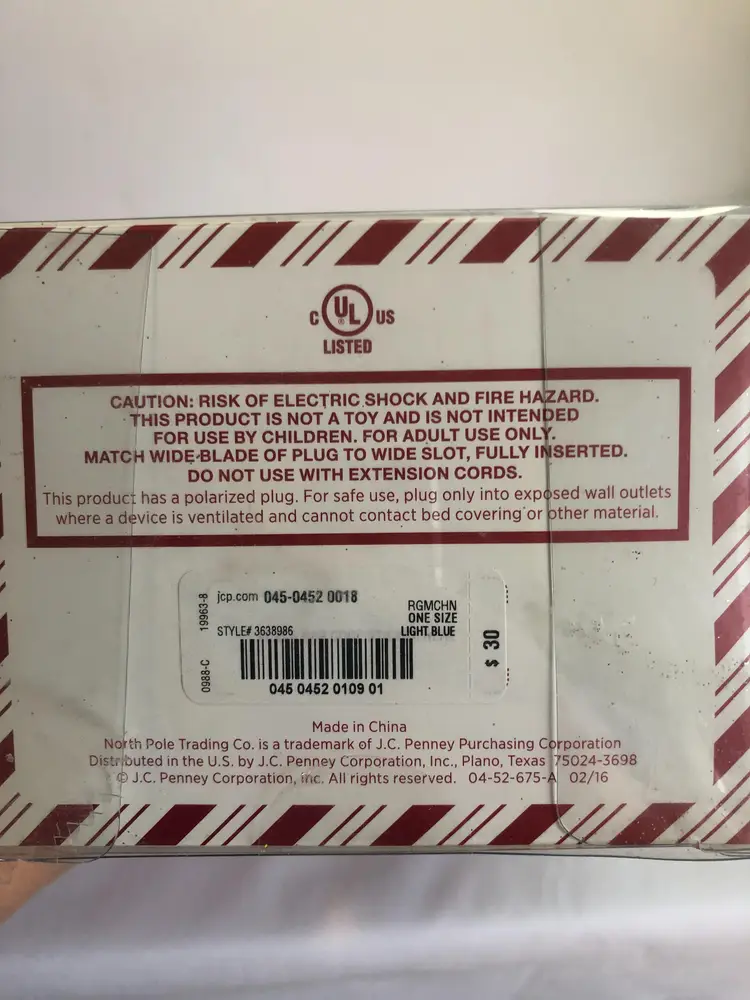 C UL US
®
LISTED
CAUTION: RISK OF ELECTRIC SHOCK AND FIRE HAZARD.
THIS PRODUCT IS NOT A TOY AND IS NOT INTENDED
FOR USE BY CHILDREN. FOR ADULT USE ONLY.
MATCH WIDE-BLADE OF PLUG TO WIDE SLOT, FULLY INSERTED.
DO NOT USE WITH EXTENSION CORDS.
This product has a polarized plug. For safe use, plug only into exposed wall outlets
where a device is ventilated and cannot contact bed covering or other material.
19963-8
0988-C
jcp.com 045-0452 0018
RGMCHN
ONE SIZE
STYLE# 3638986
LIGHT BLUE
045 0452 0109 01
$ 30
Made in China
North Pole Trading Co. is a trademark of J.C. Penney Purchasing Corporation
Distributed in the U.S. by J.C. Penney Corporation, Inc., Plano, Texas 75024-3698
© J.C. Penney Corporation, Inc. All rights reserved. 04-52-675-A 02/16